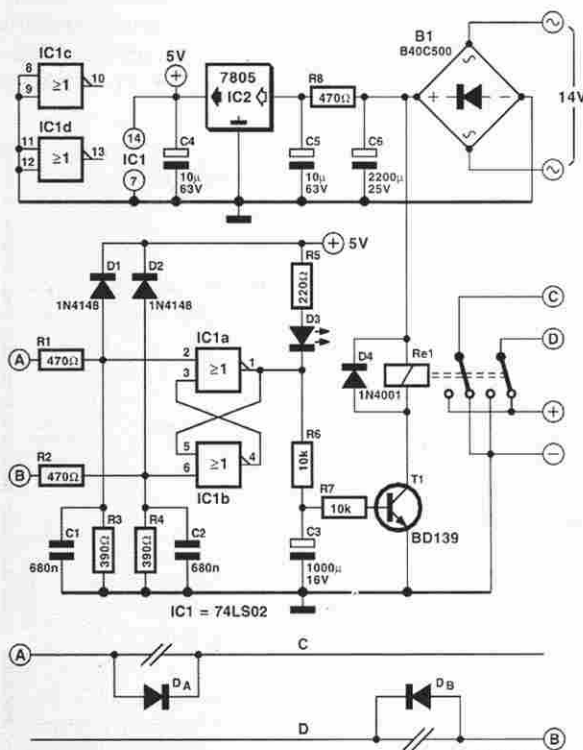 IC1c
8
9
≥1
10
IC1d
11
12
≥1
13
5V
+
14
IC1
7
C4
10µ
63V
7805
IC2
R8
470Ω
C5
10µ
63V
C6
2200µ
25V
B1
B40C500
~
+
-
~
~
14V
~
+ 5V
D1
D2
1N4148
1N4148
R5
220Ω
D3
A
R1
470Ω
IC1a
2
3
≥1
1
B
R2
470Ω
5
6
≥1
4
IC1b
R6
10k
R7
10k
D4
1N4001
Re1
C
D
+
−
T1
BD139
C1
680n
R3
390Ω
R4
390Ω
C2
680n
C3
1000µ
16V
IC1 = 74LS02
A
C
DA
DB
D
B